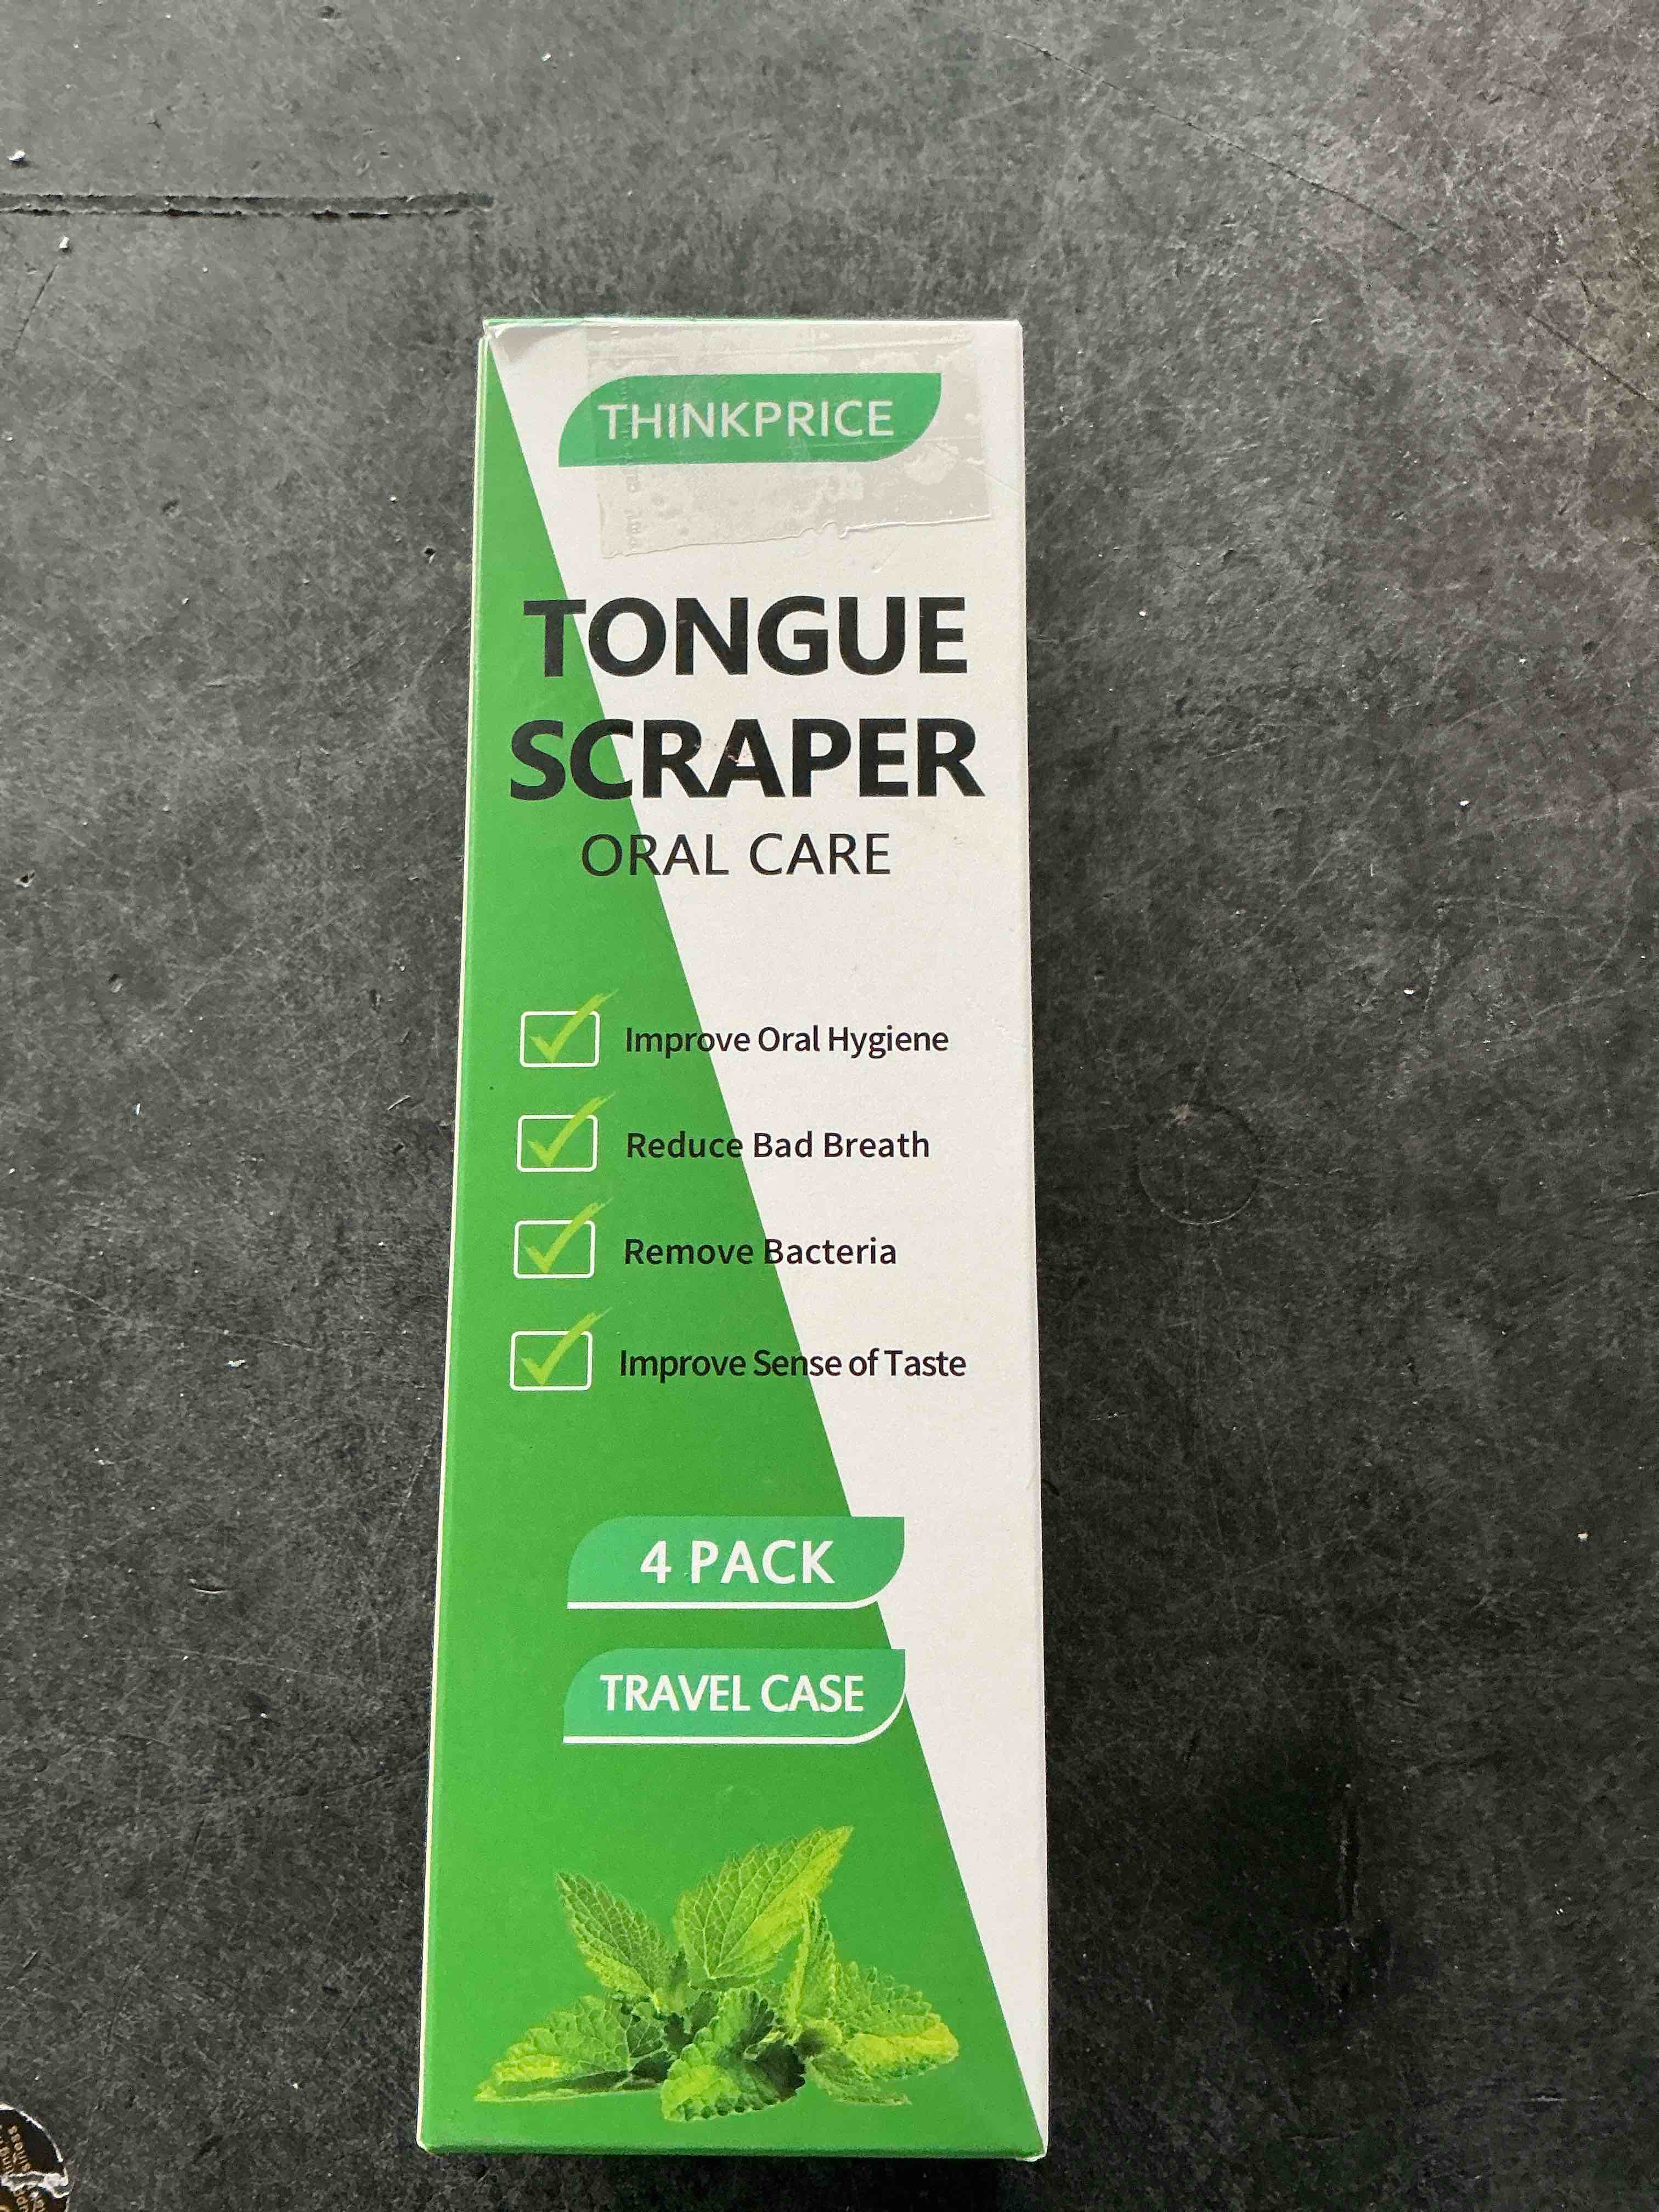 THINKPRICE
TONGUE
SCRAPER
ORAL CARE
Improve Oral Hygiene
Reduce Bad Breath
Remove Bacteria
Improve Sense of Taste
4 PACK
TRAVEL CASE